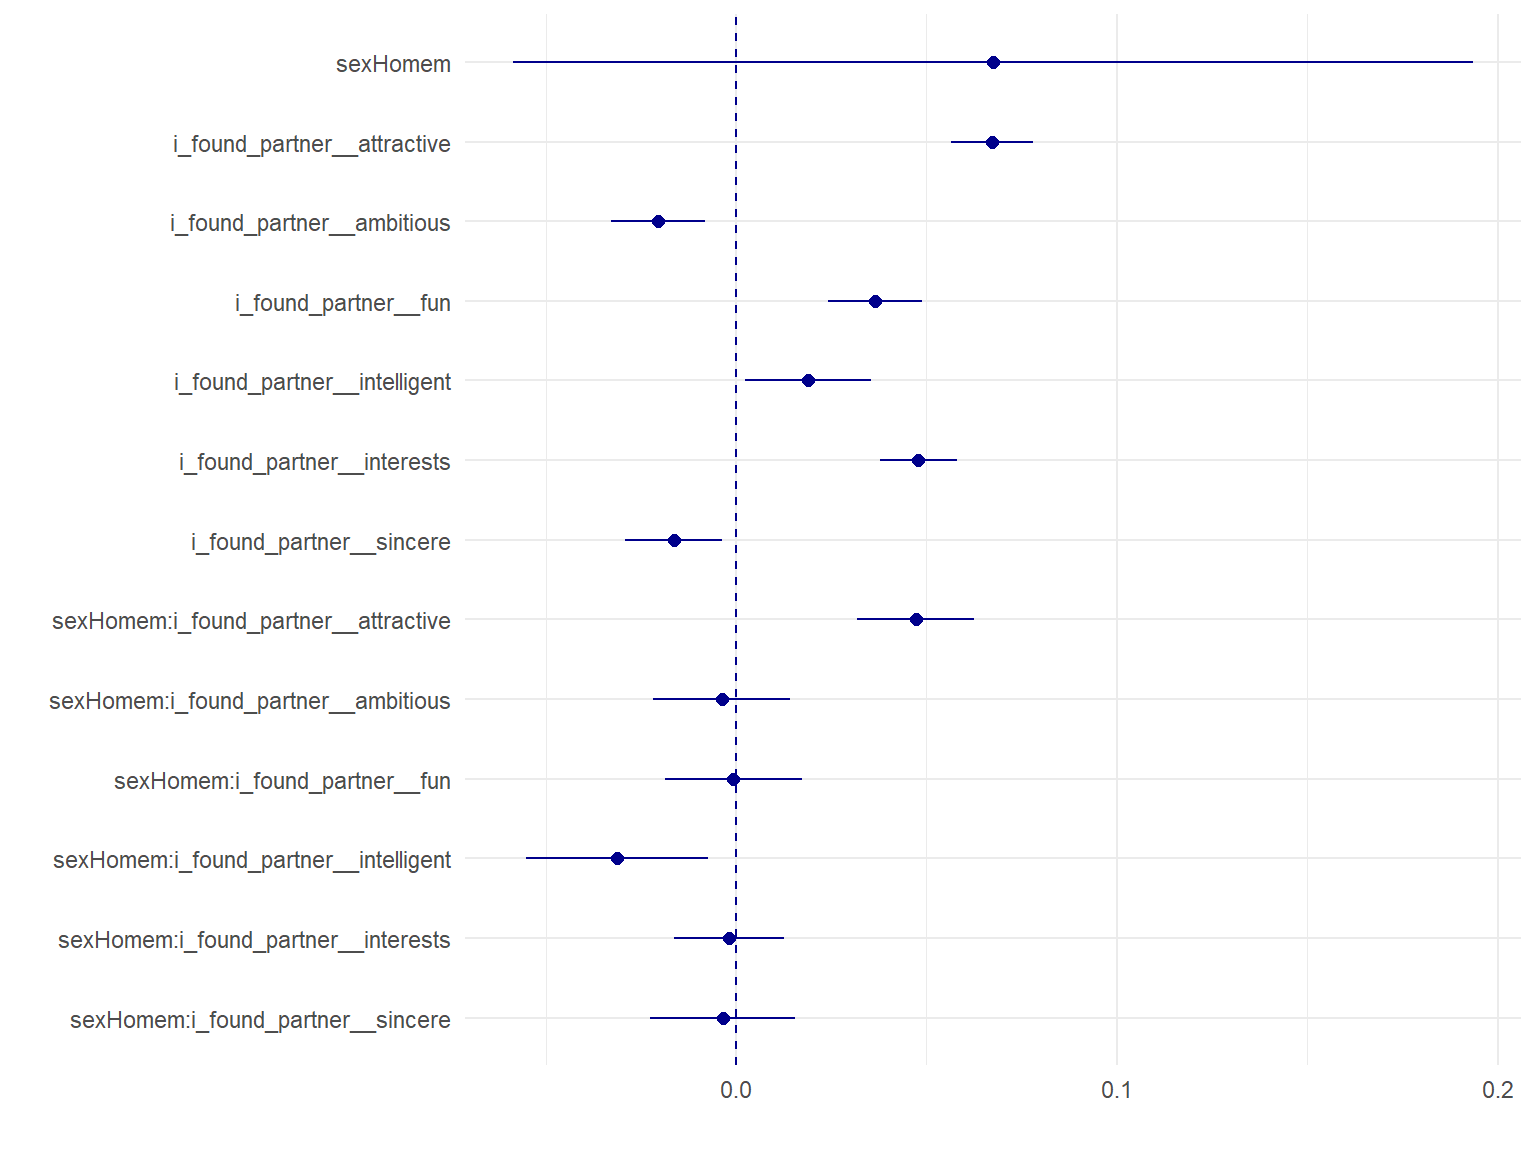 sexHomem
i_found_partner__attractive
i_found_partner__ambitious
i_found_partner__fun
i_found_partner__intelligent
i_found_partner__interests
i_found_partner__sincere
sexHomem:i_found_partner__attractive
sexHomem:i_found_partner__ambitious
sexHomem:i_found_partner__fun
sexHomem:i_found_partner__intelligent
sexHomem:i_found_partner__interests
sexHomem:i_found_partner__sincere
0.0 0.1 0.2